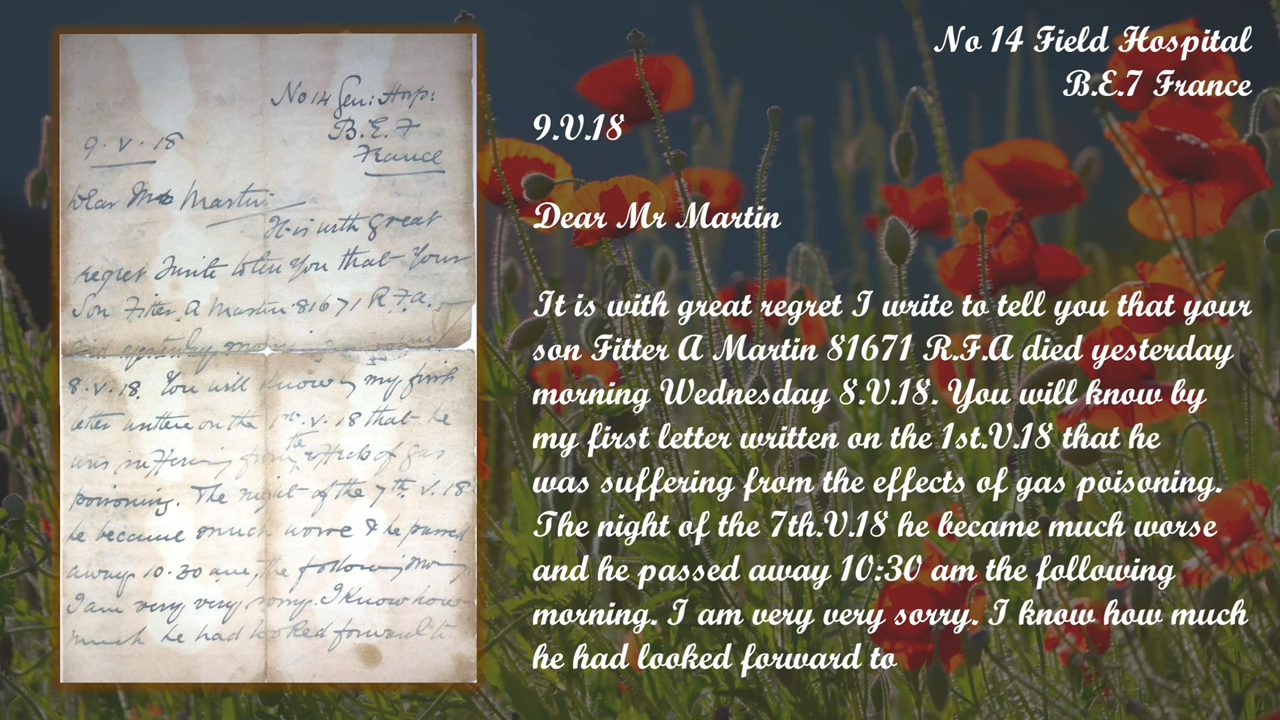 No 14 Gen: Hosp:
B.E.F
France
9.V.18
Dear Mr Martin
It is with great
regret I write to tell you that your
Son Fitter A Martin 81671 R.F.A.
died yesterday morning
8.V.18. You will know by my first
letter written on the 1st.V.18 that he
was suffering from the effects of gas
poisoning. The night of the 7th.V.18
he became much worse & he passed
away 10.30 am, the following morn
I am very very sorry. I know how
much he had looked forward to
No 14 Field Hospital
B.E.7 France
9.V.18
Dear Mr Martin
It is with great regret I write to tell you that your
son Fitter A Martin 81671 R.F.A died yesterday
morning Wednesday 8.V.18. You will know by
my first letter written on the 1st.V.18 that he
was suffering from the effects of gas poisoning.
The night of the 7th.V.18 he became much worse
and he passed away 10:30 am the following
morning. I am very very sorry. I know how much
he had looked forward to